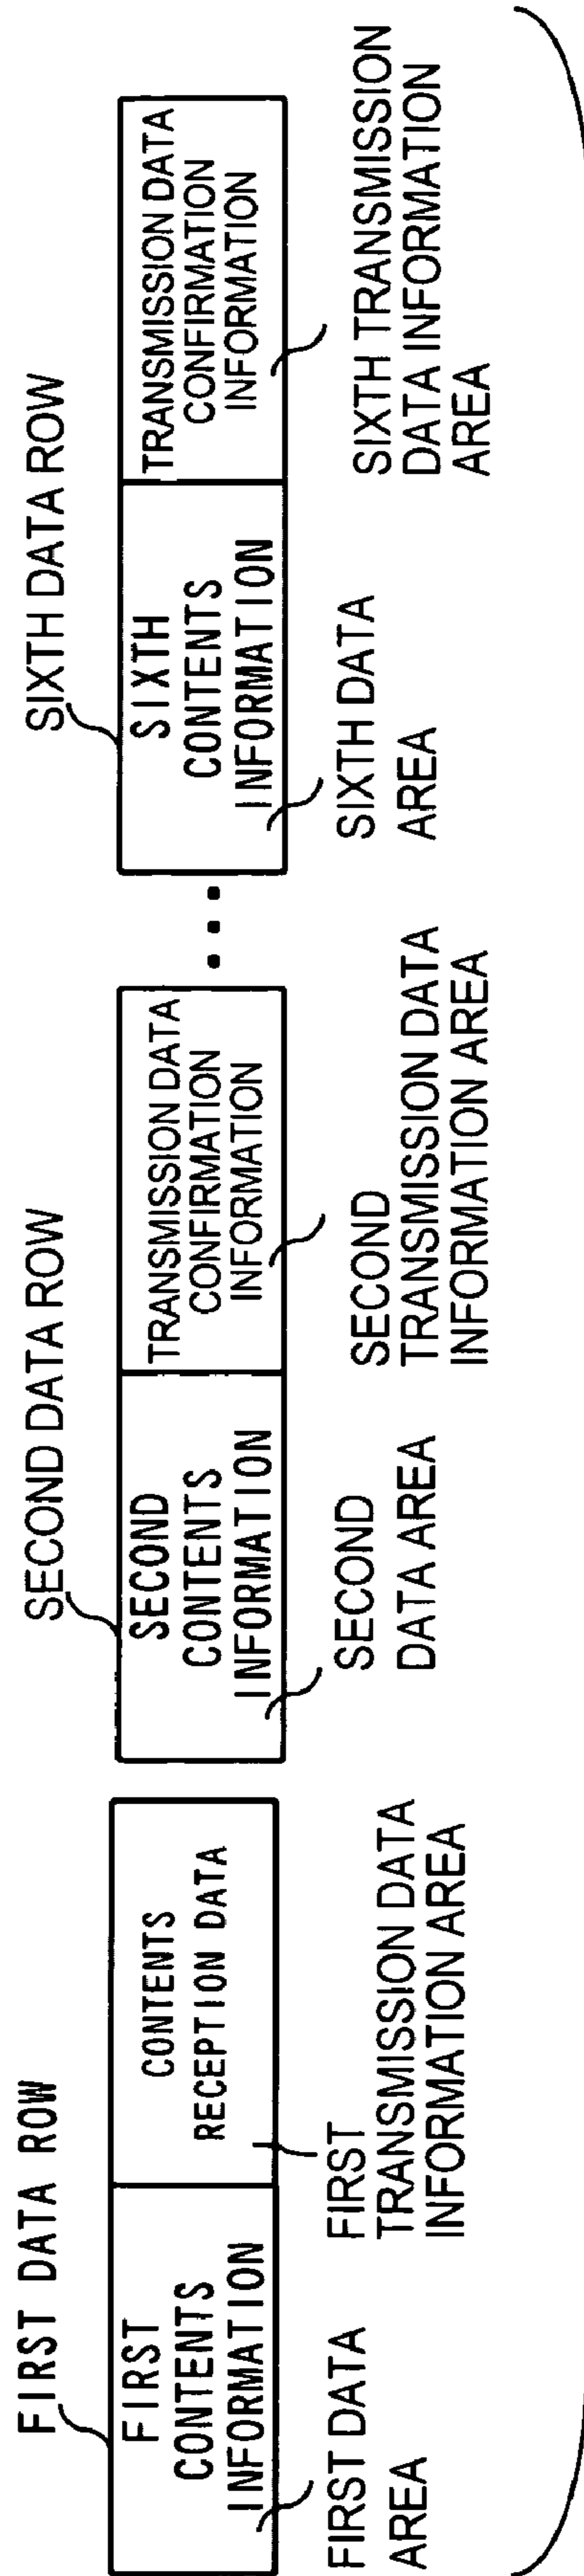 FIRST DATA ROW
FIRST
CONTENTS
INFORMATION
CONTENTS
RECEPTION DATA
FIRST DATA
AREA
FIRST
TRANSMISSION DATA
INFORMATION AREA
SECOND DATA ROW
SECOND
CONTENTS
INFORMATION
TRANSMISSION DATA
CONFIRMATION
INFORMATION
SECOND
DATA AREA
SECOND
TRANSMISSION DATA
INFORMATION AREA
...
SIXTH DATA ROW
SIXTH
CONTENTS
INFORMATION
TRANSMISSION DATA
CONFIRMATION
INFORMATION
SIXTH DATA
AREA
SIXTH TRANSMISSION
DATA INFORMATION
AREA